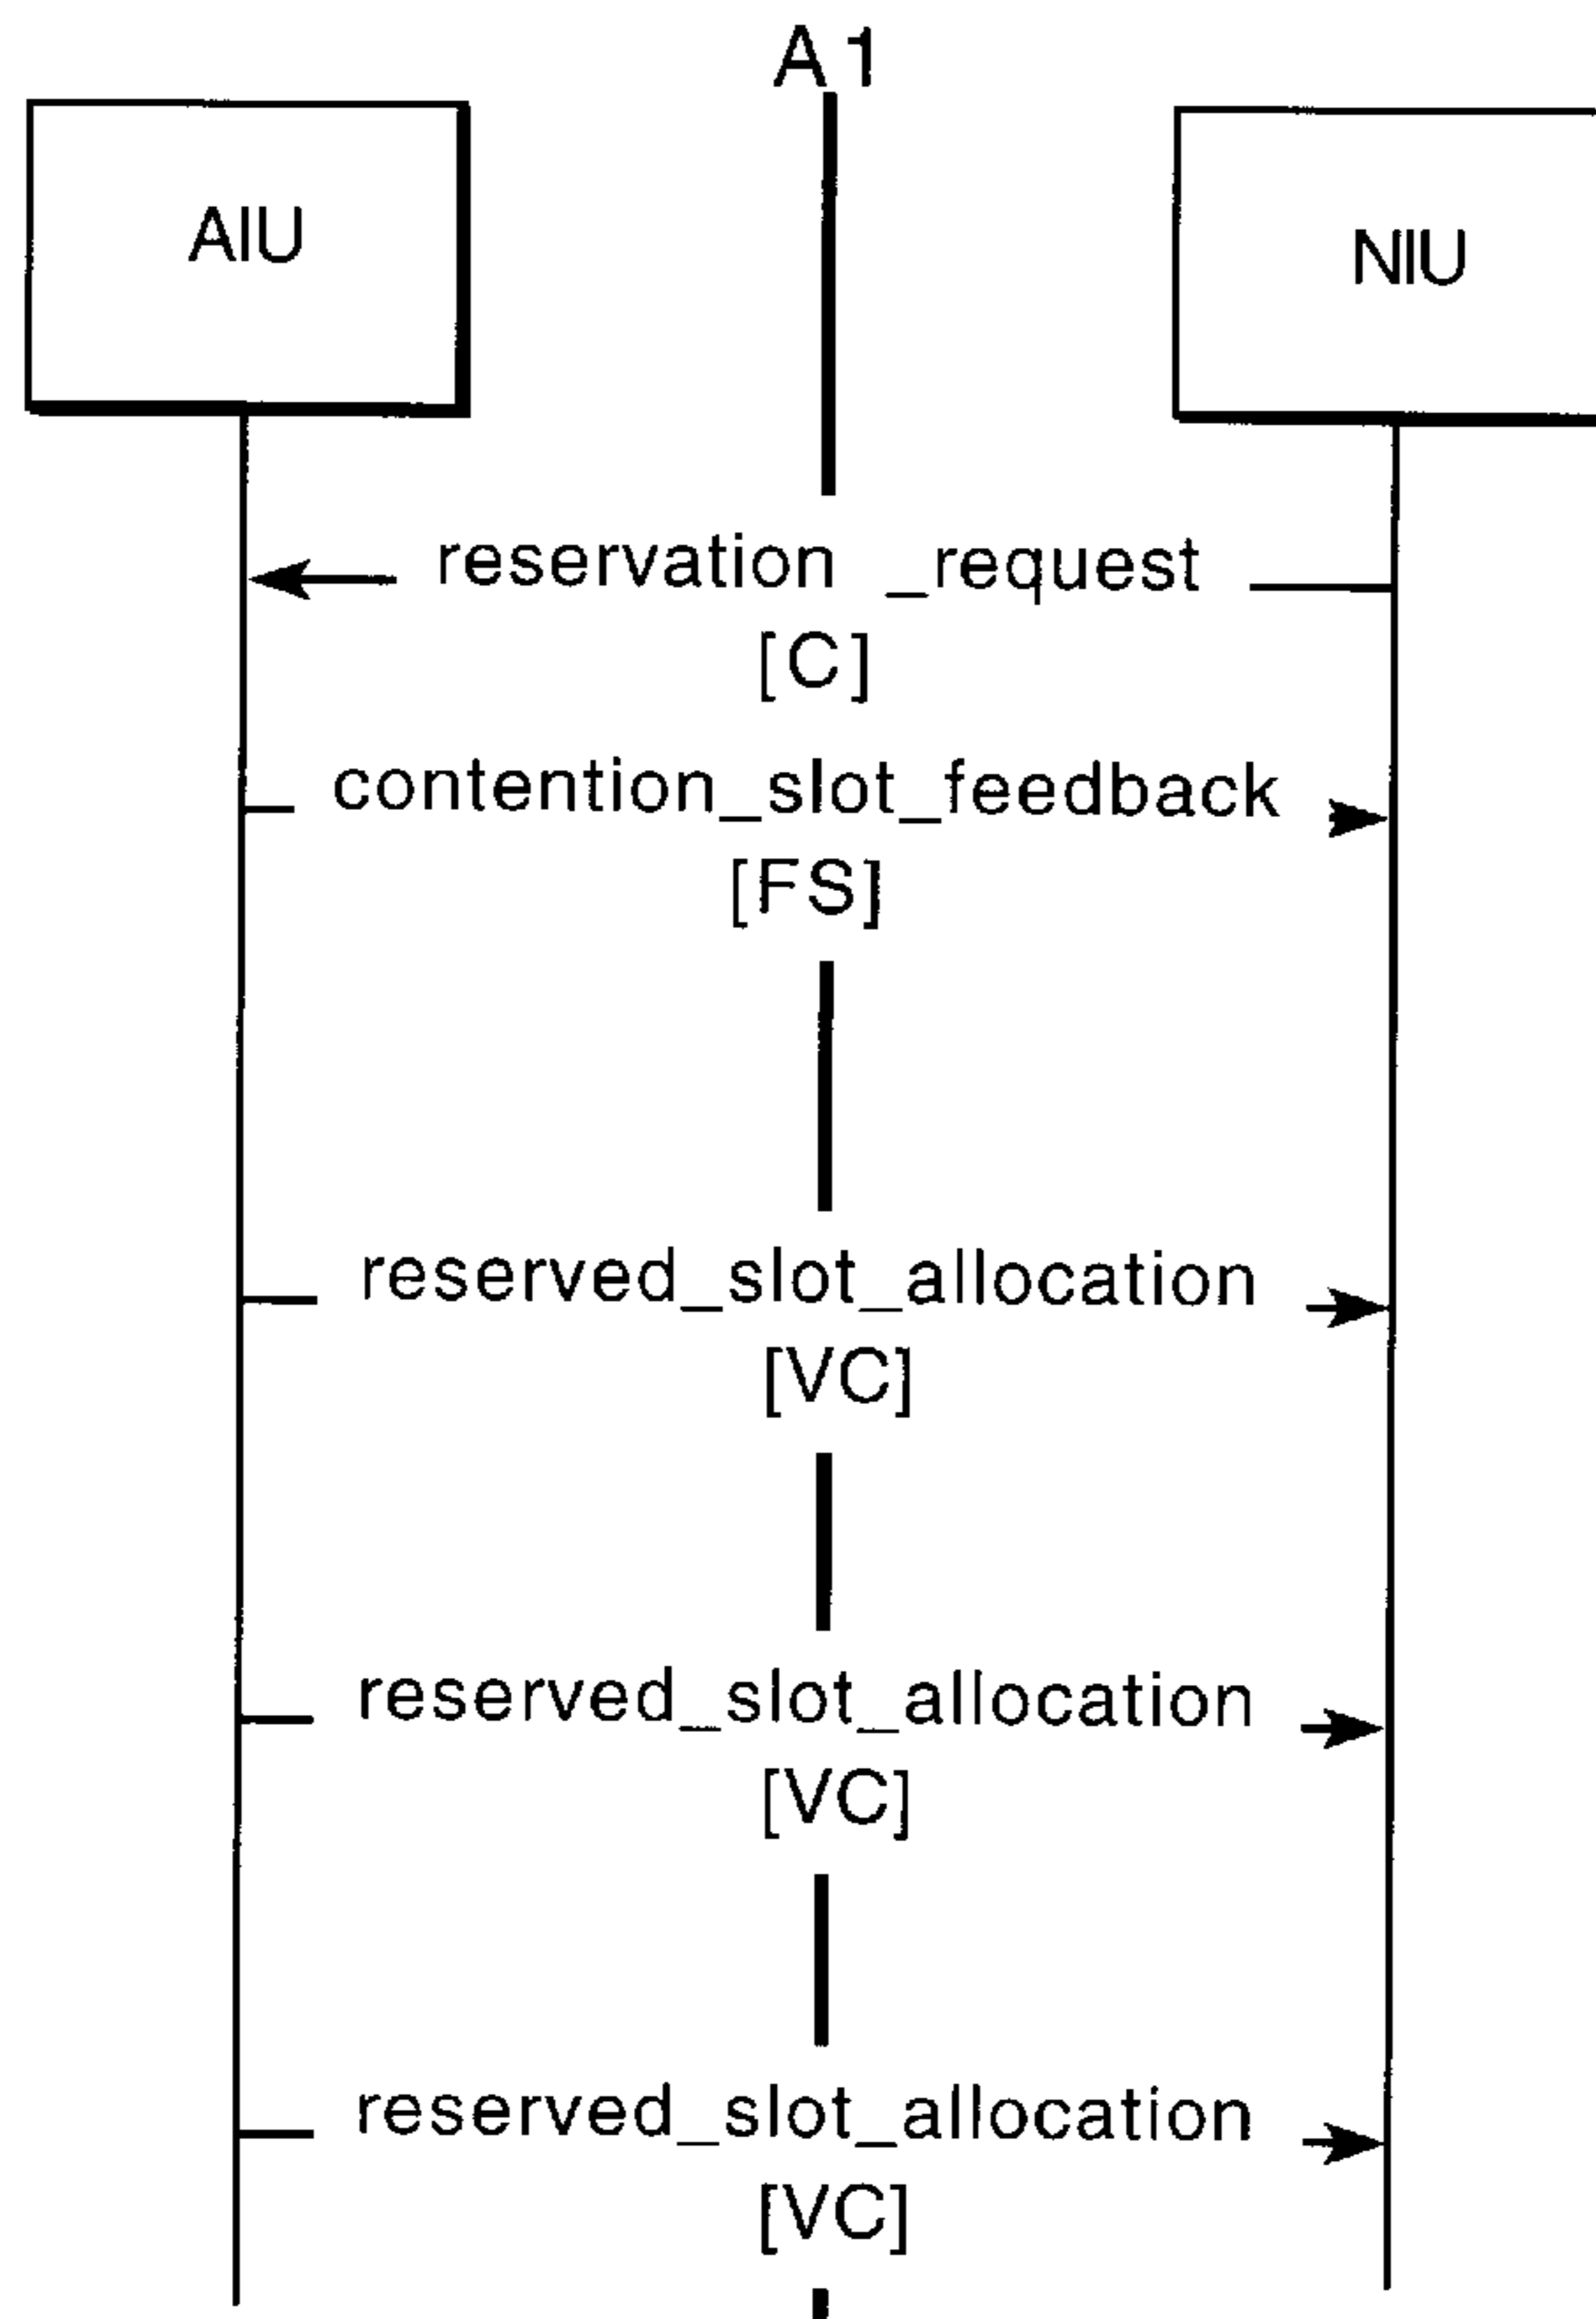 A1
AIU
NIU
reservation _request
[C]
contention_slot_feedback
[FS]
reserved_slot_allocation
[VC]
reserved_slot_allocation
[VC]
reserved_slot_allocation
[VC]